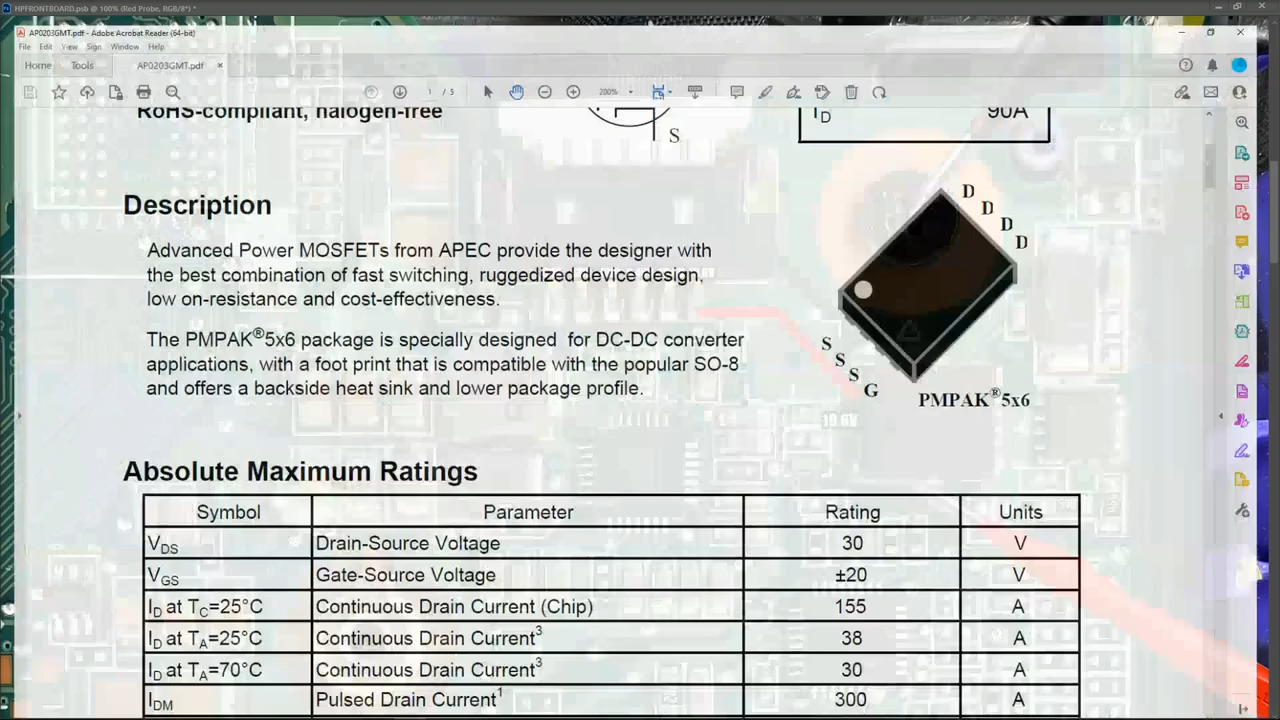 HPFRONTBOARD.psb @ 100% (Red Probe, RGB/8*) *
AP0203GMT.pdf - Adobe Acrobat Reader (64-bit)
File Edit View Sign Window Help
Home Tools AP0203GMT.pdf ×
1 / 5 200%
RoHS-compliant, halogen-free
S
ID 90A
Description
Advanced Power MOSFETs from APEC provide the designer with
the best combination of fast switching, ruggedized device design,
low on-resistance and cost-effectiveness.
The PMPAK®5x6 package is specially designed for DC-DC converter
applications, with a foot print that is compatible with the popular SO-8
and offers a backside heat sink and lower package profile.
D
D
D
D
S
S
S
G
PMPAK®5x6
19.6V
Absolute Maximum Ratings
Symbol Parameter Rating Units
VDS Drain-Source Voltage 30 V
VGS Gate-Source Voltage ±20 V
ID at TC=25°C Continuous Drain Current (Chip) 155 A
ID at TA=25°C Continuous Drain Current3 38 A
ID at TA=70°C Continuous Drain Current3 30 A
IDM Pulsed Drain Current1 300 A